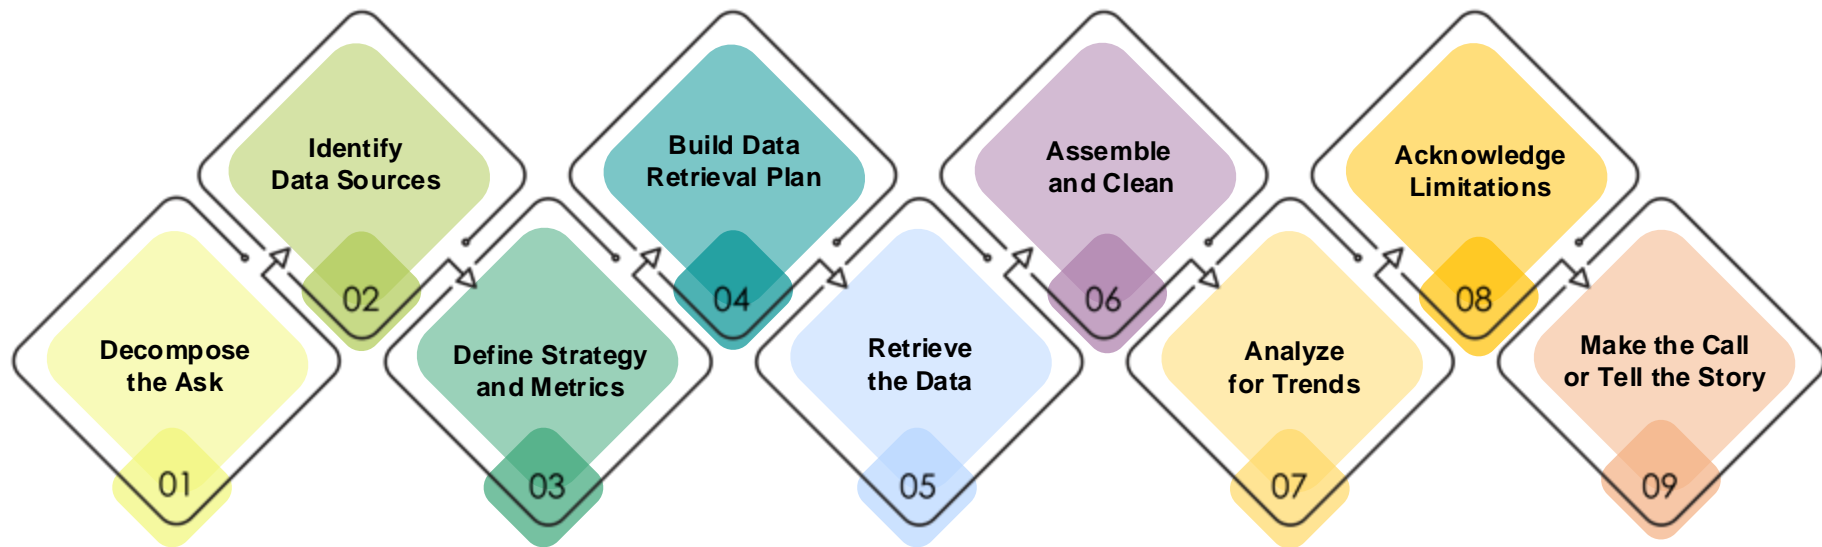 Decompose
the Ask
01
Identify
Data Sources
02
Define Strategy
and Metrics
03
Build Data
Retrieval Plan
04
Retrieve
the Data
05
Assemble
and Clean
06
Analyze
for Trends
07
Acknowledge
Limitations
08
Make the Call
or Tell the Story
09